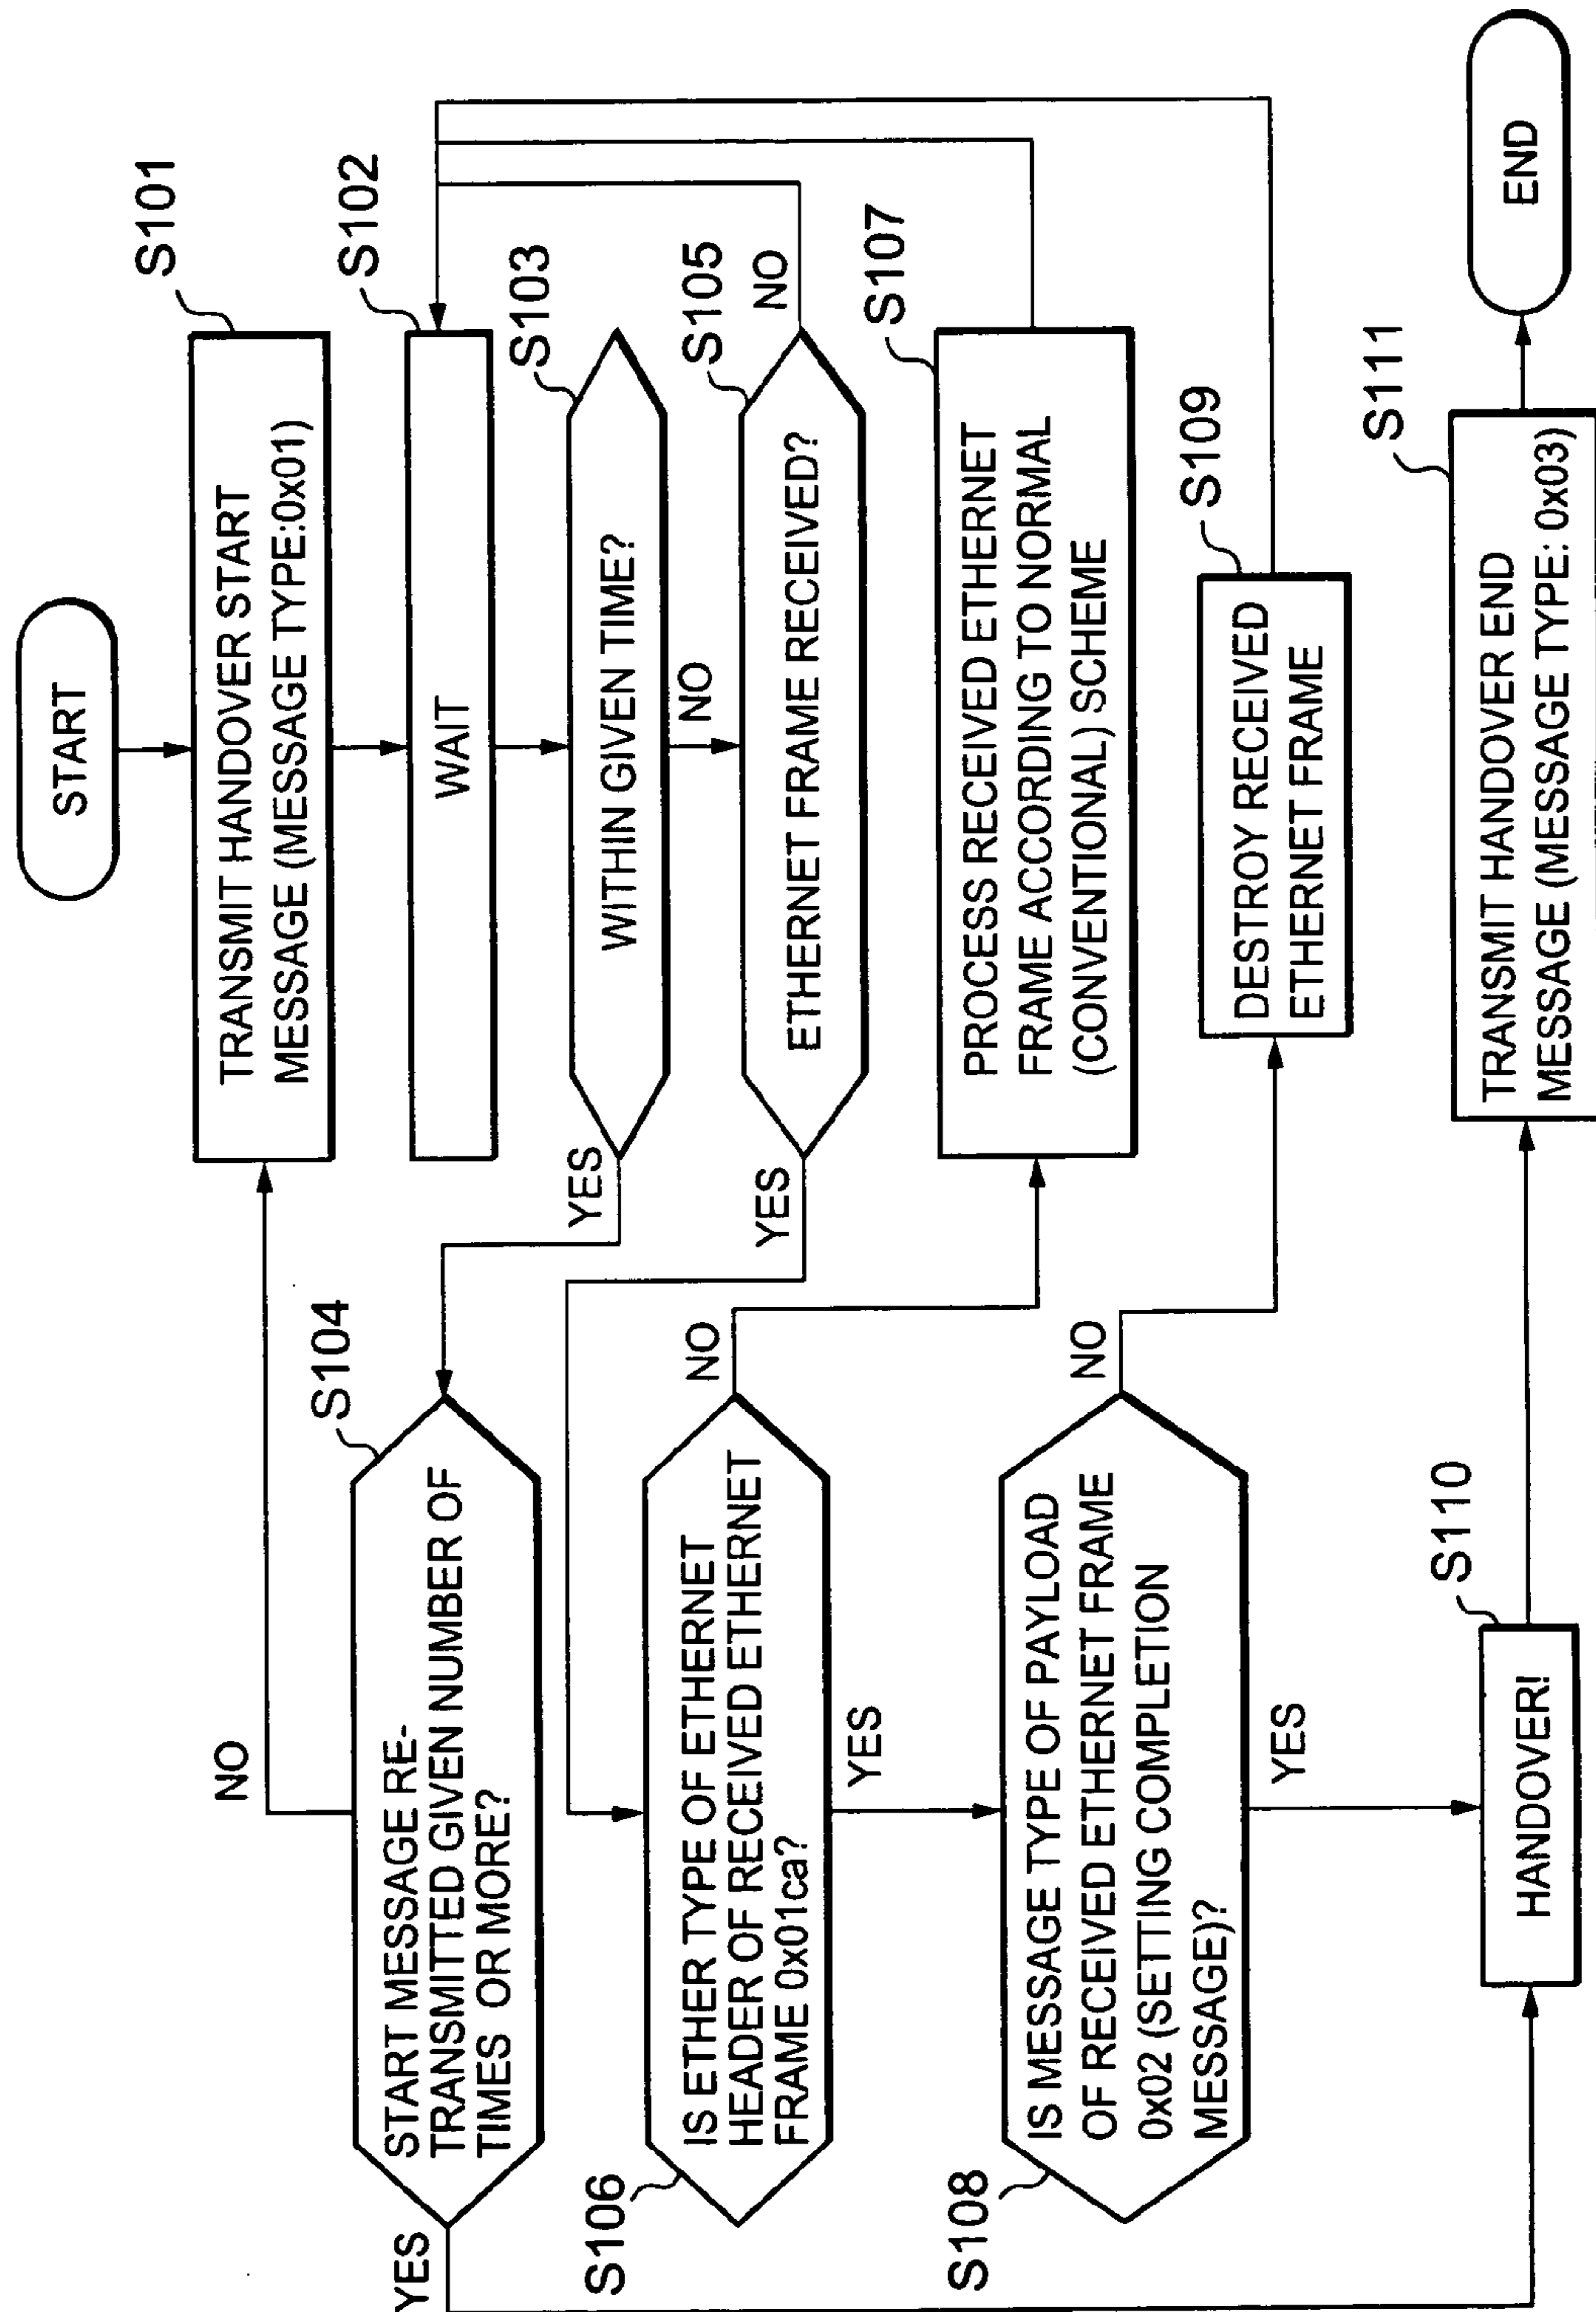 START
S101
TRANSMIT HANDOVER START
MESSAGE (MESSAGE TYPE:0x01)
S102
WAIT
S103
WITHIN GIVEN TIME?
YES
NO
S104
START MESSAGE RE-
TRANSMITTED GIVEN NUMBER OF
TIMES OR MORE?
NO
YES
S105
ETHERNET FRAME RECEIVED?
NO
YES
S106
IS ETHER TYPE OF ETHERNET
HEADER OF RECEIVED ETHERNET
FRAME 0x01ca?
NO
YES
S107
PROCESS RECEIVED ETHERNET
FRAME ACCORDING TO NORMAL
(CONVENTIONAL) SCHEME
S108
IS MESSAGE TYPE OF PAYLOAD
OF RECEIVED ETHERNET FRAME
0x02 (SETTING COMPLETION
MESSAGE)?
NO
YES
S109
DESTROY RECEIVED
ETHERNET FRAME
S110
HANDOVER!
S111
TRANSMIT HANDOVER END
MESSAGE (MESSAGE TYPE: 0x03)
END